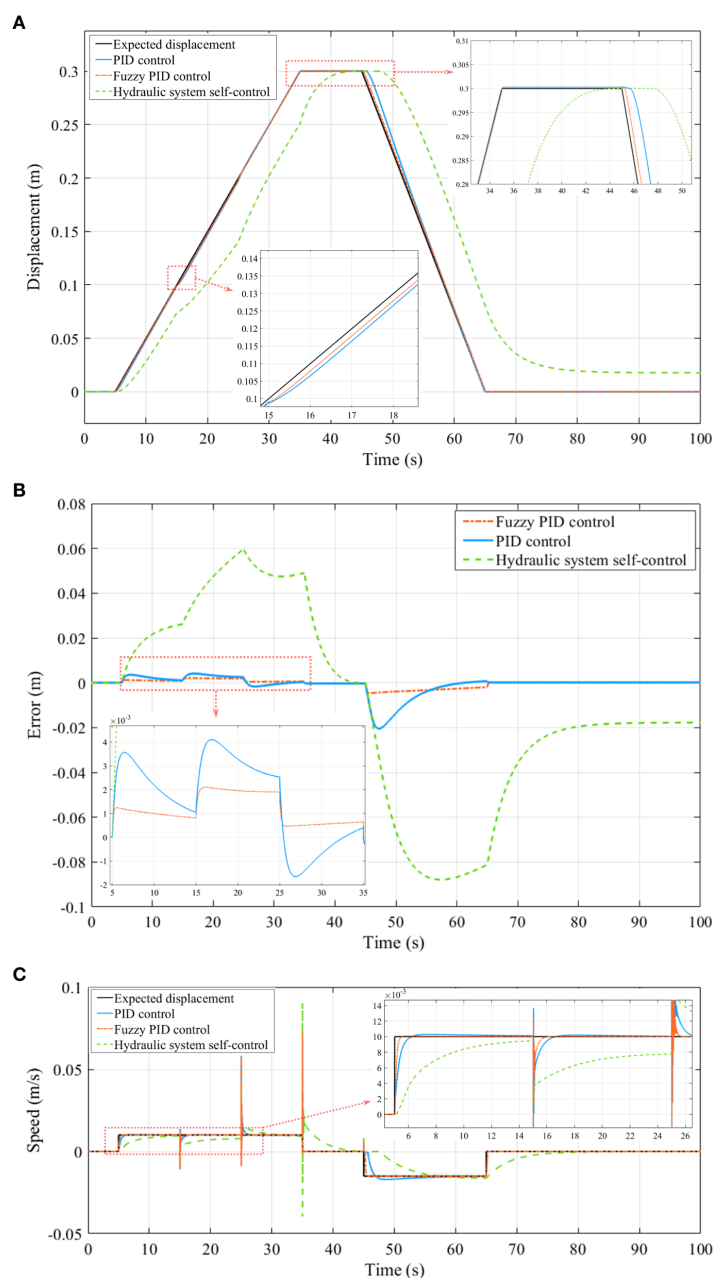 A
Expected displacement
PID control
Fuzzy PID control
Hydraulic system self-control
0.3
0.25
0.2
0.15
0.1
0.05
0
Displacement (m)
0.31
0.305
0.3
0.295
0.29
0.285
0.28
34 36 38 40 42 44 46 48 50
0.14
0.135
0.13
0.125
0.12
0.115
0.11
0.105
0.1
15 16 17 18
0 10 20 30 40 50 60 70 80 90 100
Time (s)
B
Fuzzy PID control
PID control
Hydraulic system self-control
0.08
0.06
0.04
0.02
0
-0.02
-0.04
-0.06
-0.08
-0.1
Error (m)
×10⁻³
4
3
2
1
0
-1
-2
5 10 15 20 25 30 35
0 10 20 30 40 50 60 70 80 90 100
Time (s)
C
Expected displacement
PID control
Fuzzy PID control
Hydraulic system self-control
0.1
0.05
0
-0.05
Speed (m/s)
×10⁻³
14
12
10
8
6
4
2
0
6 8 10 12 14 16 18 20 22 24 26
0 10 20 30 40 50 60 70 80 90 100
Time (s)